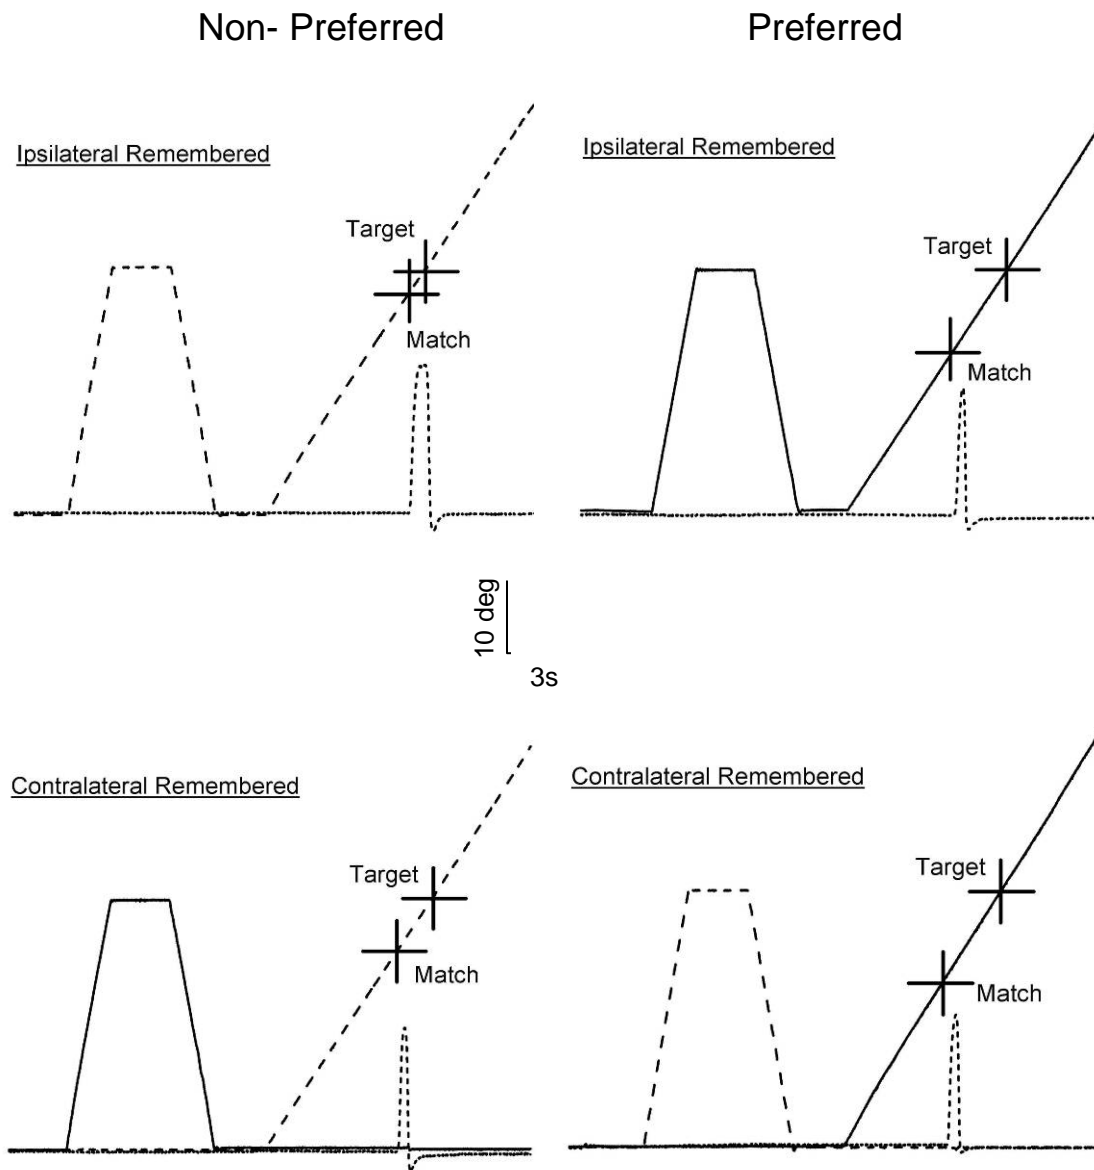 Non- Preferred
Preferred
Ipsilateral Remembered
Ipsilateral Remembered
Target
Match
Target
Match
10 deg
3s
Contralateral Remembered
Contralateral Remembered
Target
Match
Target
Match